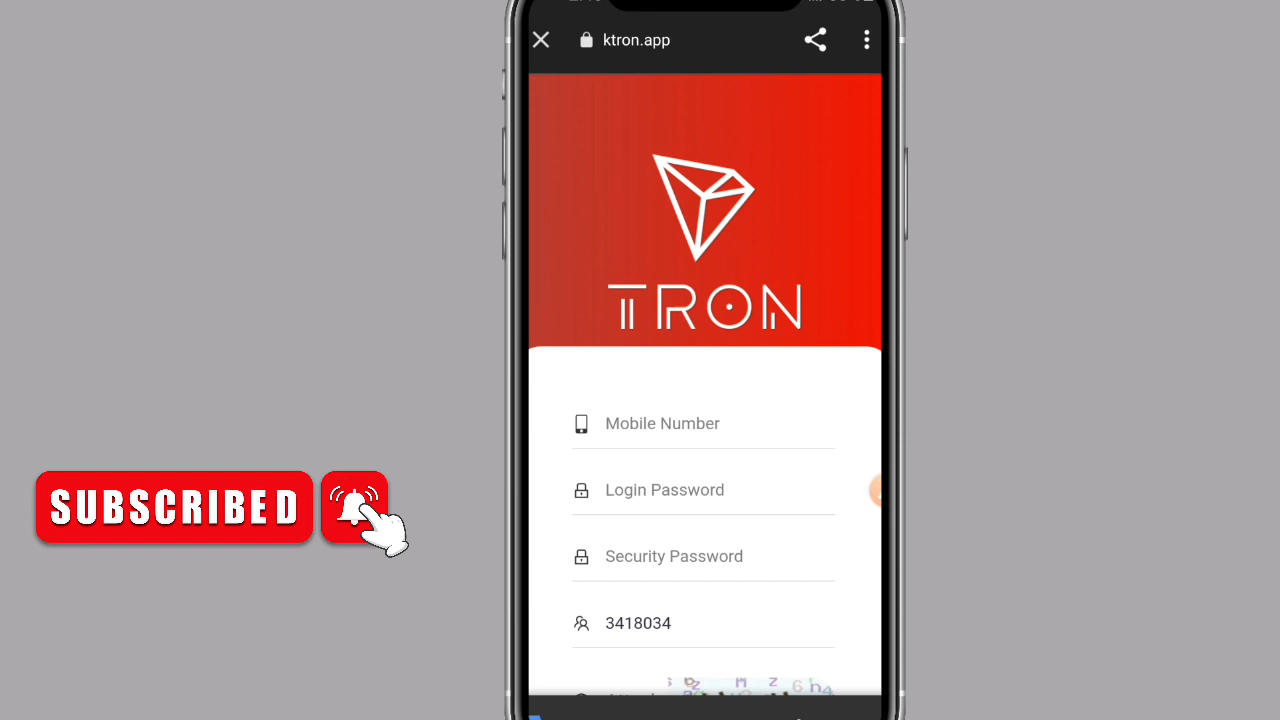 ktron.app
TRON
Mobile Number
Login Password
Security Password
3418034
SUBSCRIBED